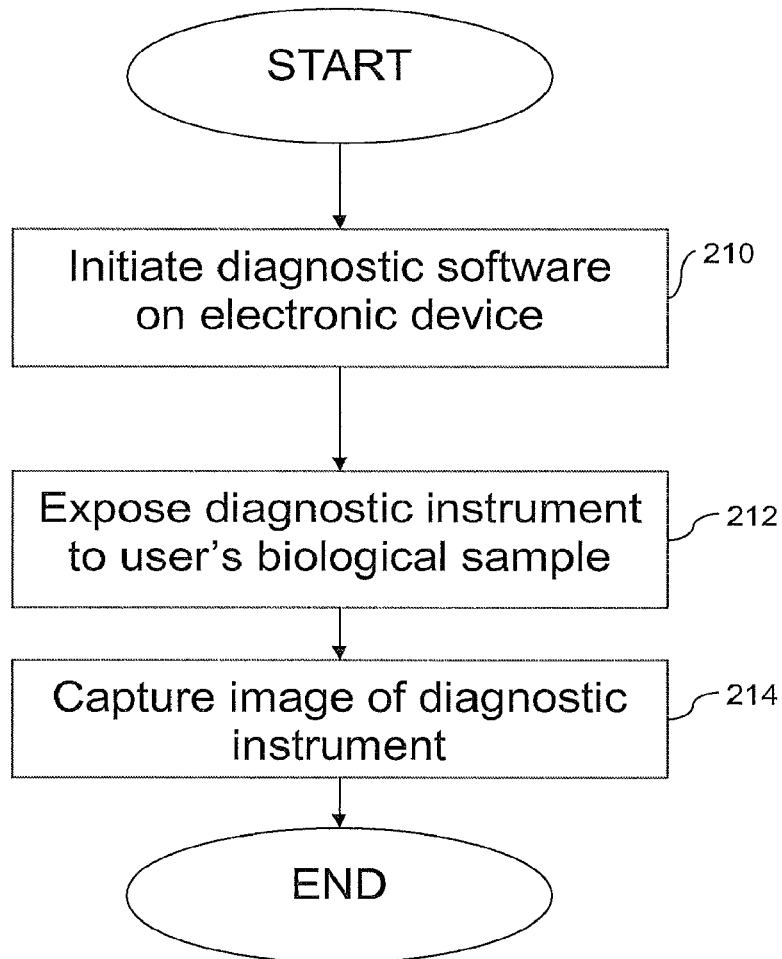 START
Initiate diagnostic software
on electronic device
210
Expose diagnostic instrument
to user's biological sample
212
Capture image of diagnostic
instrument
214
END